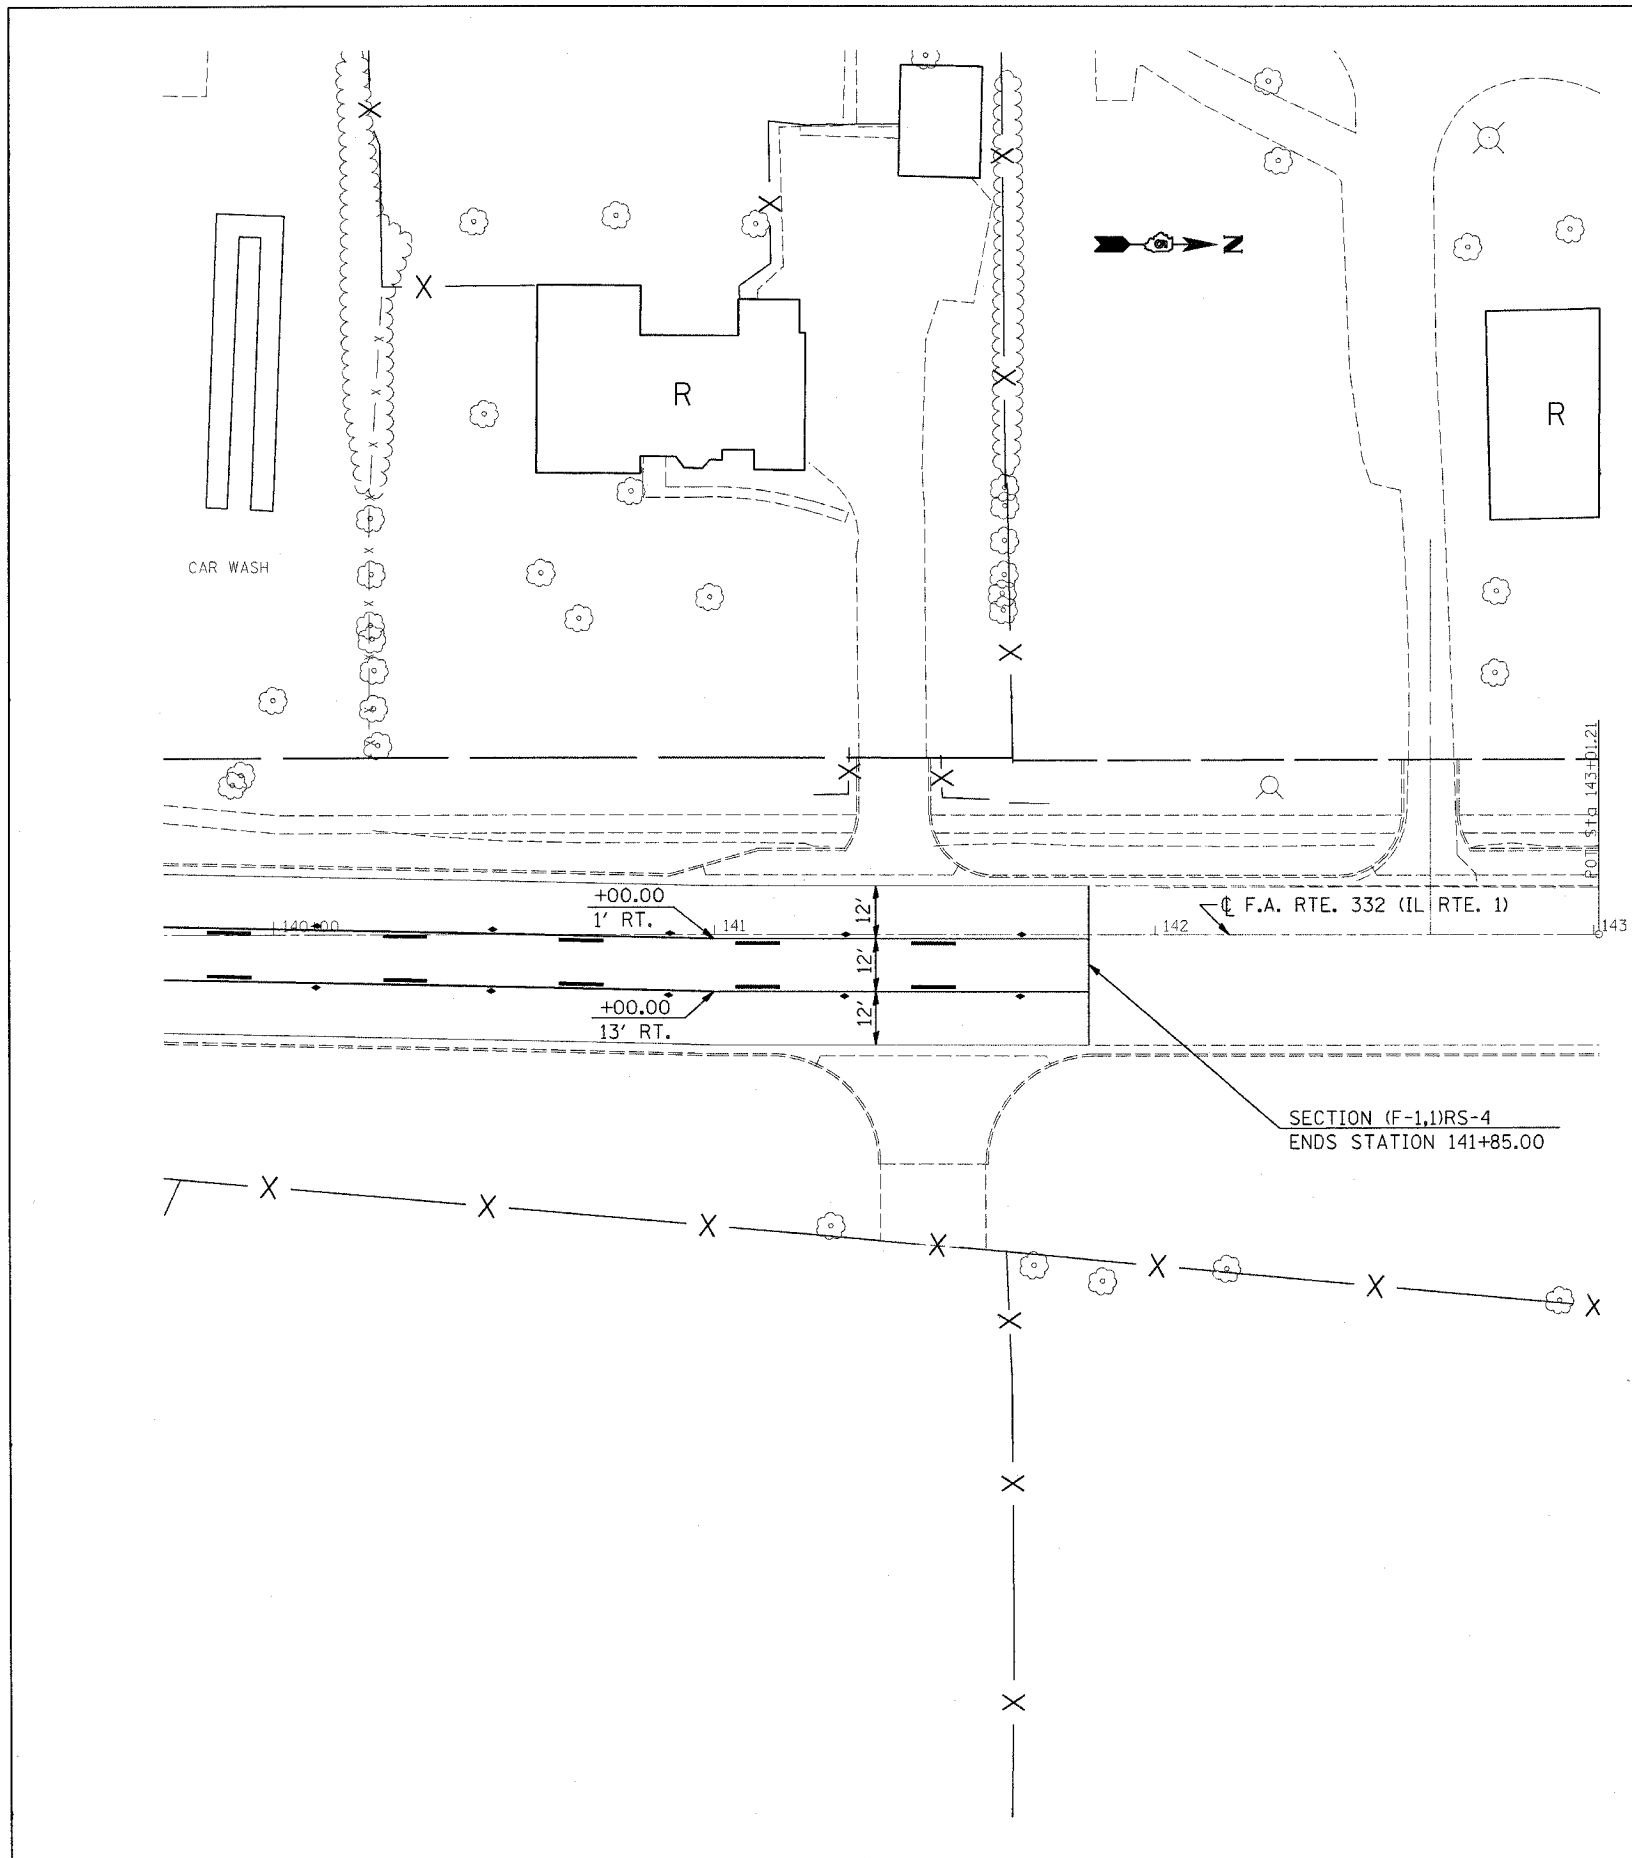 N
R
R
CAR WASH
POT Sta 143+01.21
+00.00
1' RT.
12'
℄ F.A. RTE. 332 (IL RTE. 1)
140+00
141
142
143
12'
+00.00
13' RT.
12'
SECTION (F-1,1)RS-4
ENDS STATION 141+85.00